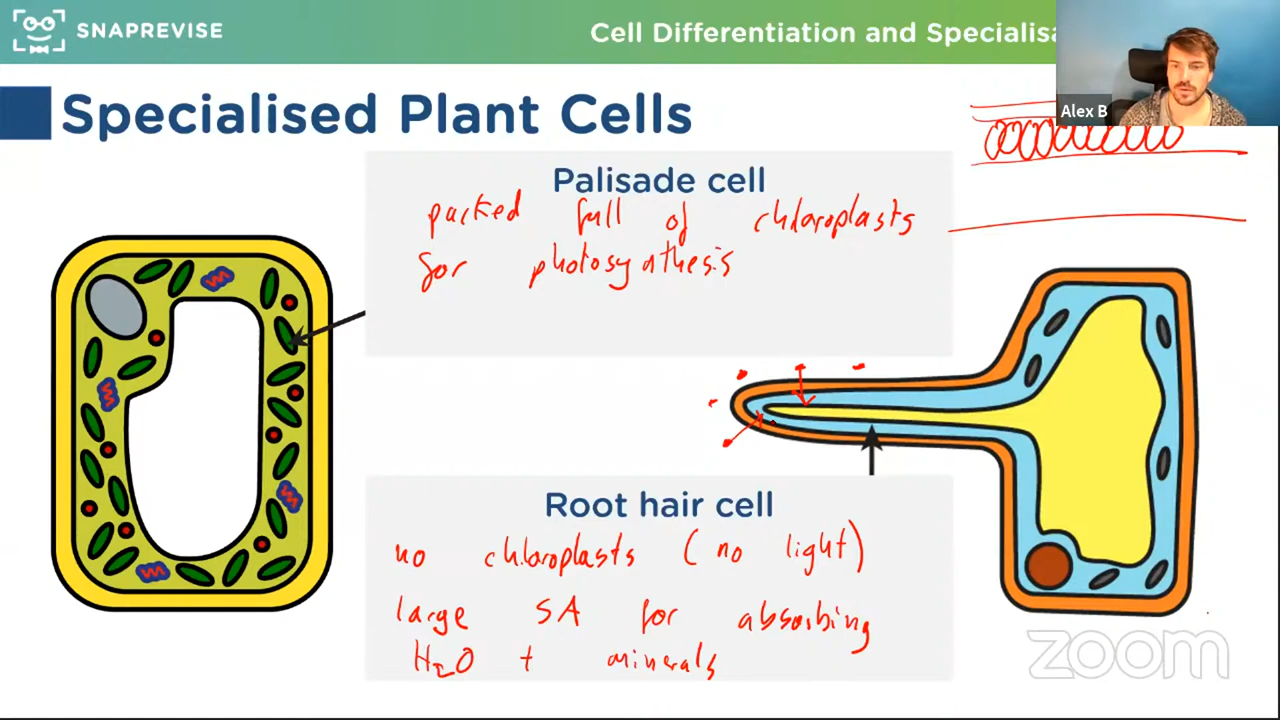 SNAPREVISE
Cell Differentiation and Specialisa
Alex B
Specialised Plant Cells
Palisade cell
packed full of chloroplasts
for photosynthesis
Root hair cell
no chloroplasts (no light)
large SA for absorbing
H₂O + minerals
zoom